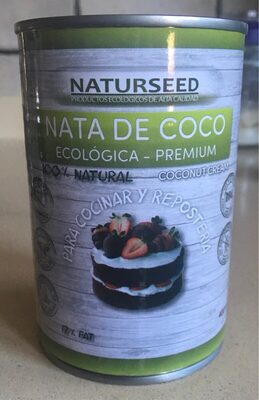 NATURSEED
PRODUCTOS ECOLÓGICOS DE ALTA CALIDAD
NATA DE COCO
ECOLÓGICA - PREMIUM
100% NATURAL COCONUT CREAM
PARA COCINAR Y REPOSTERÍA
FAT